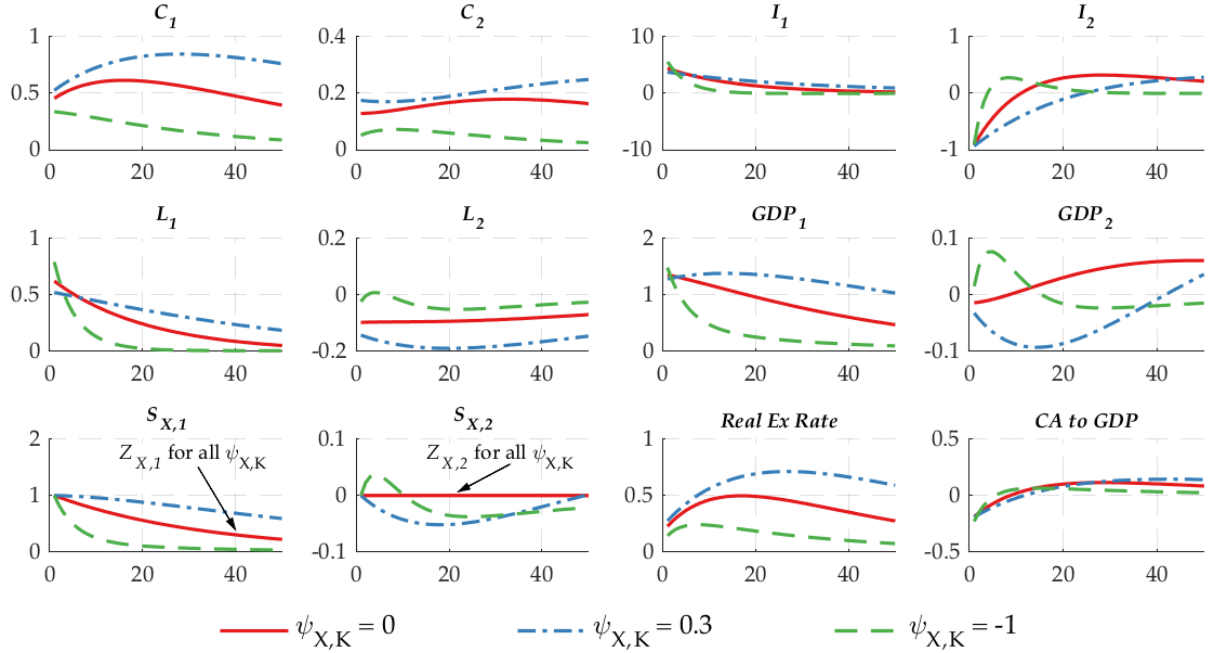 C1 C2 I1 I2
1 0.4 10 1
0.5 0.2 0 0
0 0 -10 -1
0 20 40 0 20 40 0 20 40 0 20 40
L1 L2 GDP1 GDP2
1 0.2 2 0.1
0.5 0 1 0
0 -0.2 0 -0.1
0 20 40 0 20 40 0 20 40 0 20 40
SX,1 SX,2 Real Ex Rate CA to GDP
2 0.1 1 0.5
ZX,1 for all ψX,K ZX,2 for all ψX,K
1 0 0.5 0
0 -0.1 0 -0.5
0 20 40 0 20 40 0 20 40 0 20 40
ψX,K = 0 ψX,K = 0.3 ψX,K = -1